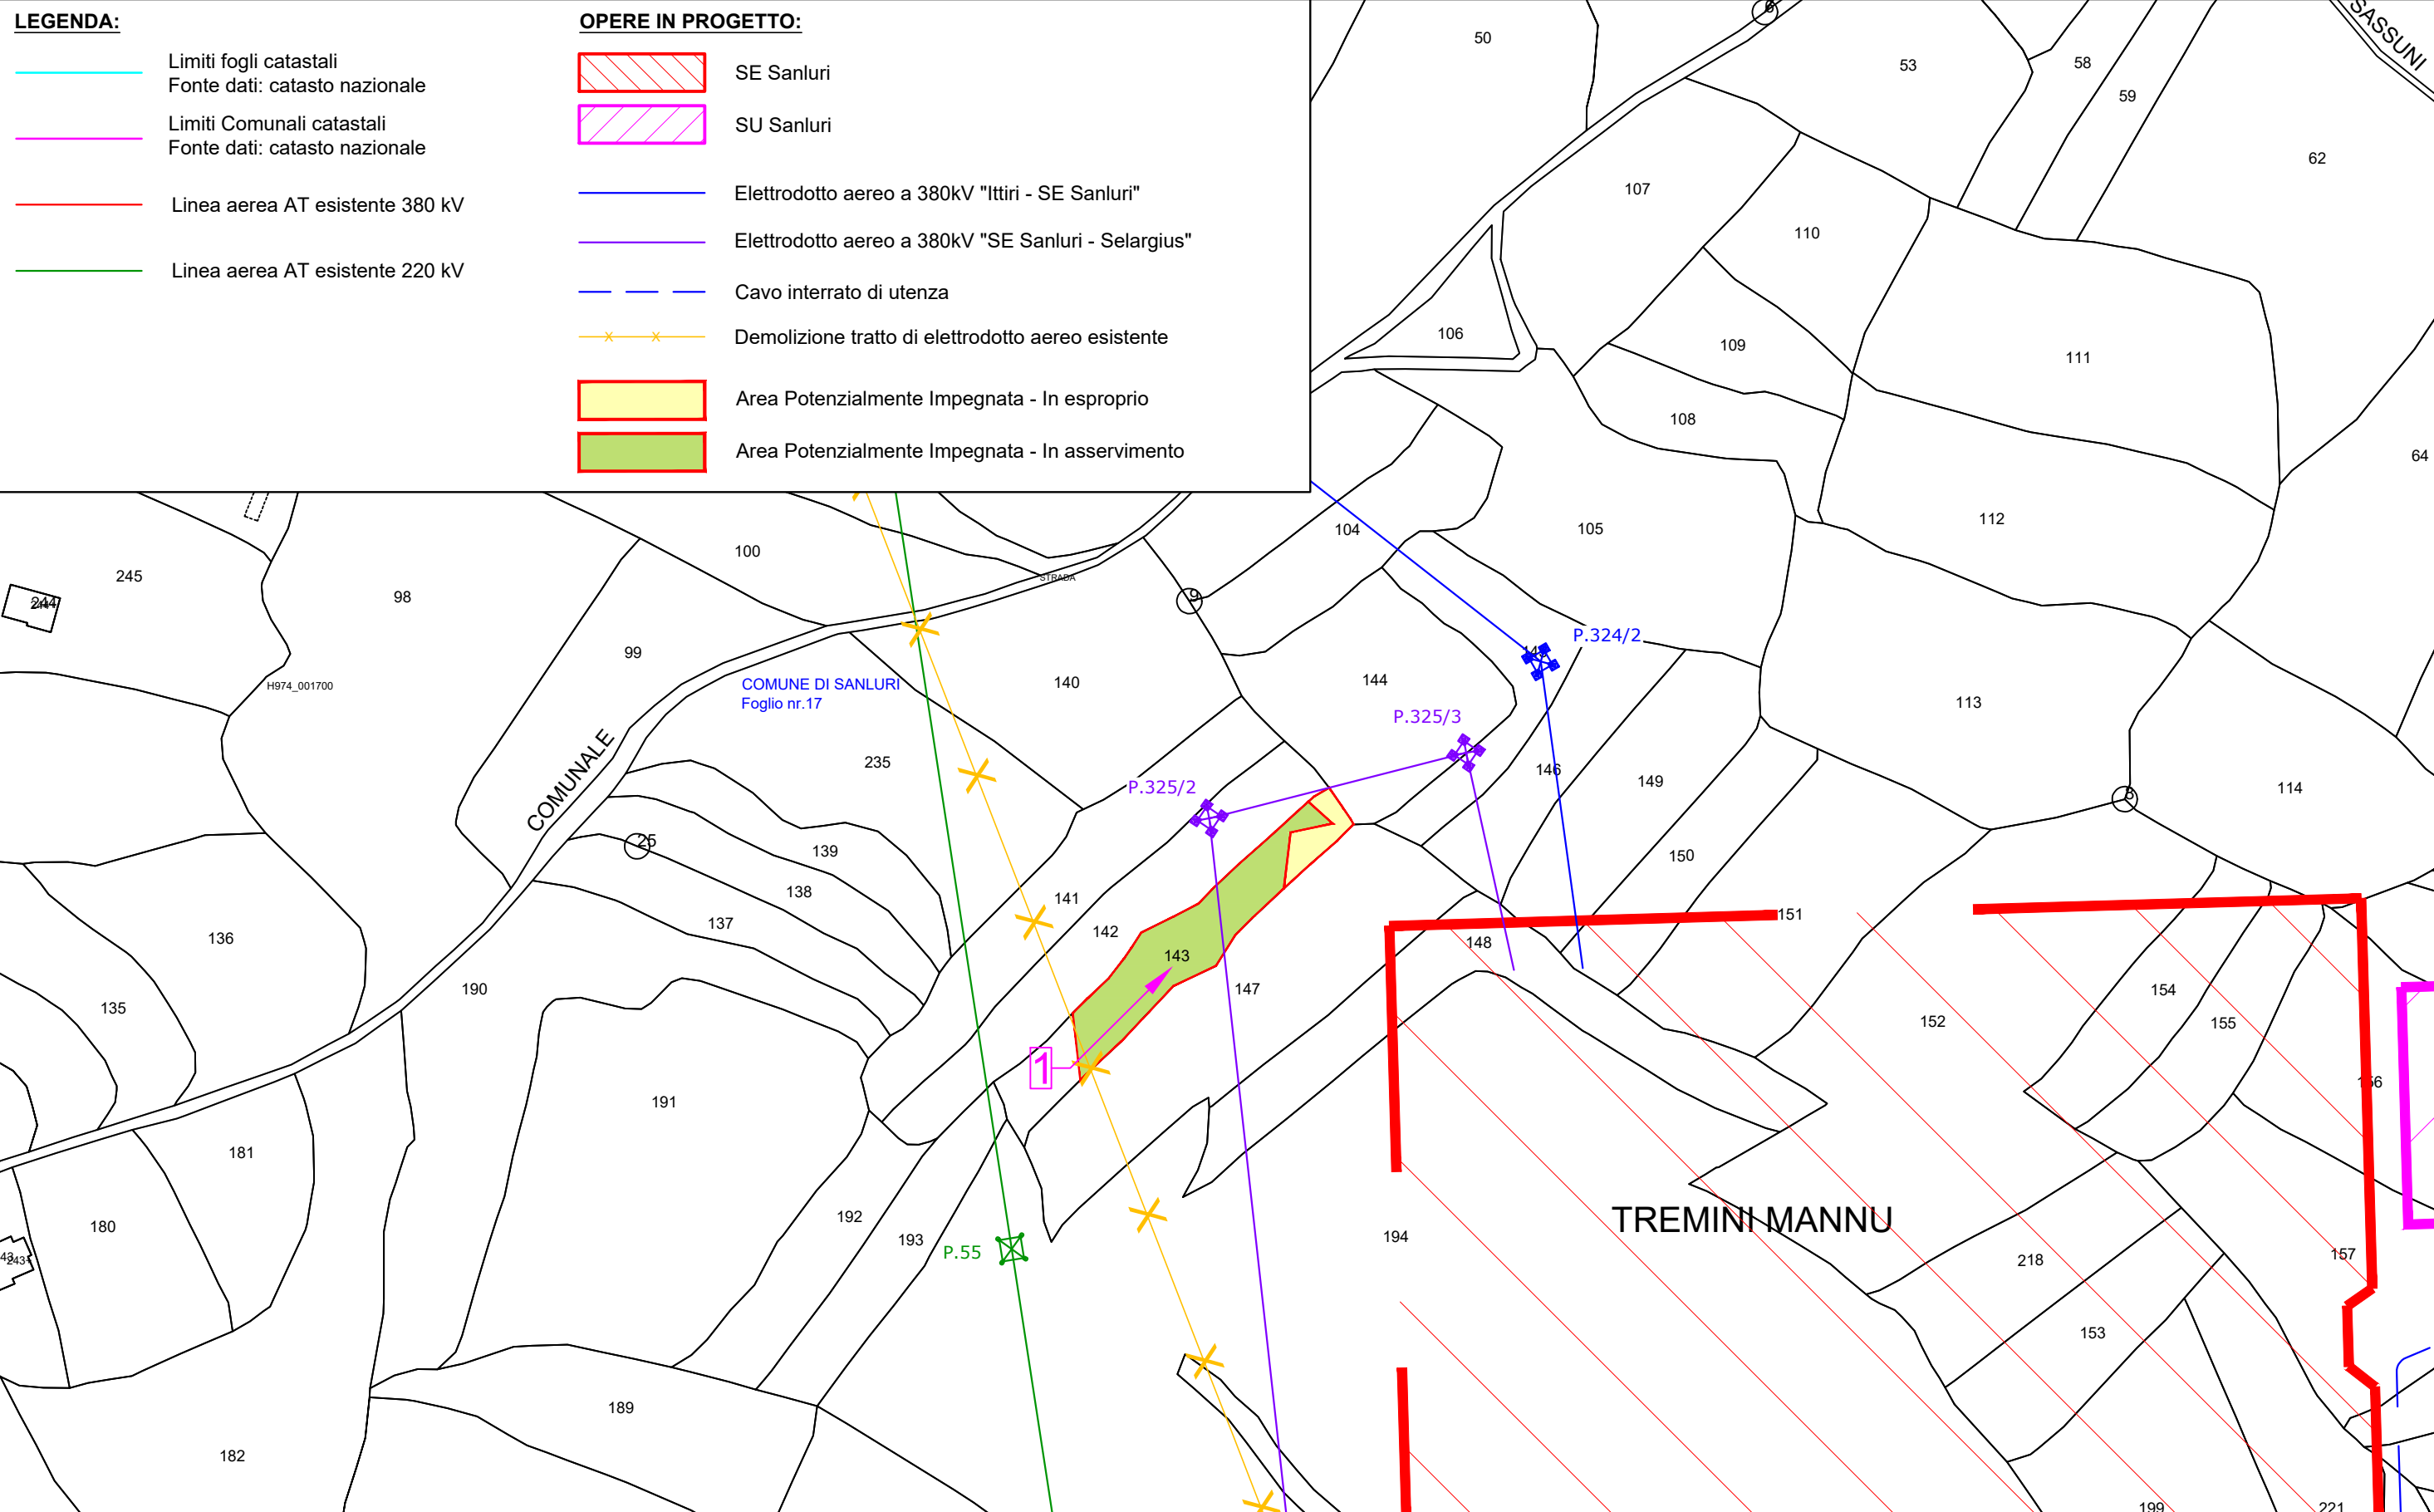 LEGENDA:
Limiti fogli catastali
Fonte dati: catasto nazionale
Limiti Comunali catastali
Fonte dati: catasto nazionale
Linea aerea AT esistente 380 kV
Linea aerea AT esistente 220 kV
OPERE IN PROGETTO:
SE Sanluri
SU Sanluri
Elettrodotto aereo a 380kV "Ittiri - SE Sanluri"
Elettrodotto aereo a 380kV "SE Sanluri - Selargius"
Cavo interrato di utenza
Demolizione tratto di elettrodotto aereo esistente
Area Potenzialmente Impegnata - In esproprio
Area Potenzialmente Impegnata - In asservimento
6
SASSUNI
50
53
58
59
62
107
110
106
109
111
108
64
104
105
112
100
STRADA
245
244
98
9
99
P.324/2
H974_001700
COMUNE DI SANLURI
Foglio nr.17
140
144
113
P.325/3
COMUNALE
235
146
149
P.325/2
114
25
139
150
138
141
137
142
151
136
148
143
190
147
154
135
152
155
1
156
191
181
192
TREMINI MANNU
180
193
194
P.55
157
218
153
189
182
199
221